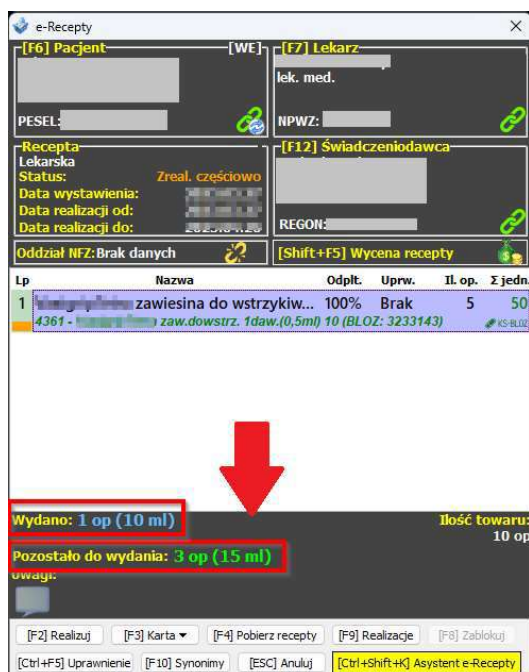 e-Recepty
[F6] Pacjent [WE]
[F7] Lekarz
lek. med.
PESEL:
NPWZ:
Recepta
Lekarska
Status: Zreal. częściowo
Data wystawienia:
Data realizacji od:
Data realizacji do:
[F12] Świadczeniodawca
REGON:
Oddział NFZ:Brak danych
[Shift+F5] Wycena recepty
Lp Nazwa Odpłt. Uprw. Il. op. Σ jedn.
1 zawiesina do wstrzykiw... 100% Brak 5 50
4361 - zaw.dowstrz. 1daw.(0,5ml) 10 (BLOZ: 3233143) KS-BLOZ
Wydano: 1 op (10 ml)
Ilość towaru:
10 op
Pozostało do wydania: 3 op (15 ml)
Uwagi:
[F2] Realizuj [F3] Karta [F4] Pobierz recepty [F9] Realizacje [F8] Zablokuj
[Ctrl+F5] Uprawnienie [F10] Synonimy [ESC] Anuluj [Ctrl+Shift+K] Asystent e-Recepty